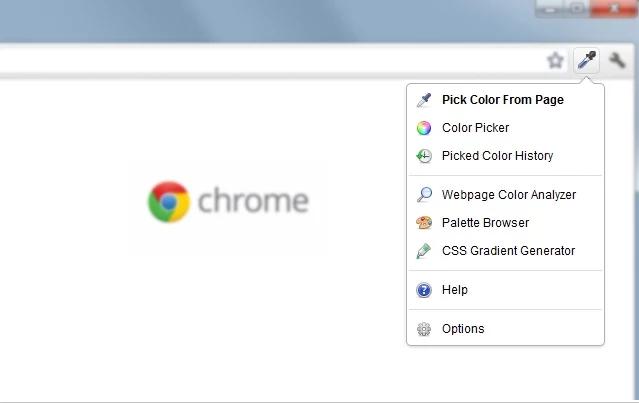 Pick Color From Page
Color Picker
Picked Color History
chrome
Webpage Color Analyzer
Palette Browser
CSS Gradient Generator
Help
Options